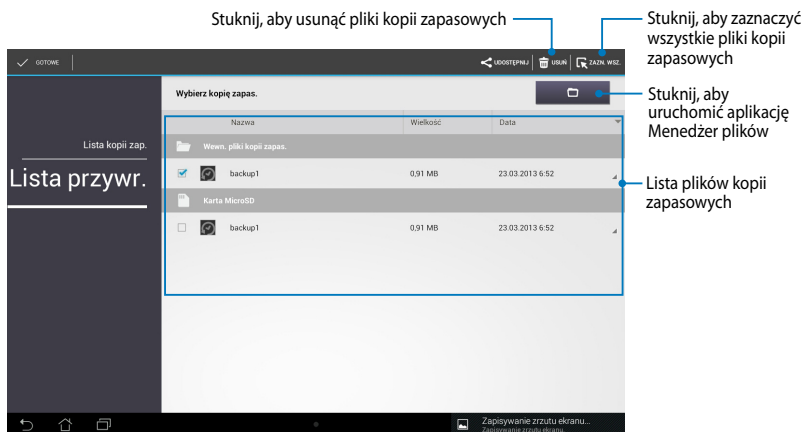 Stuknij, aby usunąć pliki kopii zapasowych
Stuknij, aby zaznaczyć
wszystkie pliki kopii
zapasowych
GOTOWE
UDOSTĘPNIJ
USUŃ
ZAZN. WSZ.
Wybierz kopię zapas.
Stuknij, aby
uruchomić aplikację
Menedżer plików
Nazwa Wielkość Data
Lista kopii zap.
Wewn. pliki kopii zapas.
Lista przywr.
backup1 0,91 MB 23.03.2013 6:52
Lista plików kopii
zapasowych
Karta MicroSD
backup1 0,91 MB 23.03.2013 6:52
Zapisywanie zrzutu ekranu...
Zapisywanie zrzutu ekranu.